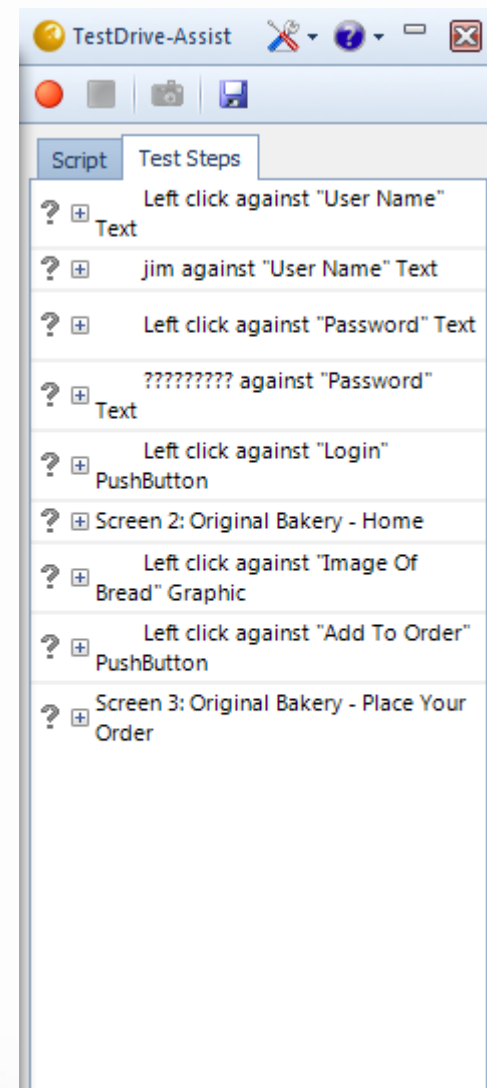 TestDrive-Assist
Script
Test Steps
Left click against "User Name"
Text
jim against "User Name" Text
Left click against "Password" Text
????????? against "Password"
Text
Left click against "Login"
PushButton
Screen 2: Original Bakery - Home
Left click against "Image Of
Bread" Graphic
Left click against "Add To Order"
PushButton
Screen 3: Original Bakery - Place Your
Order